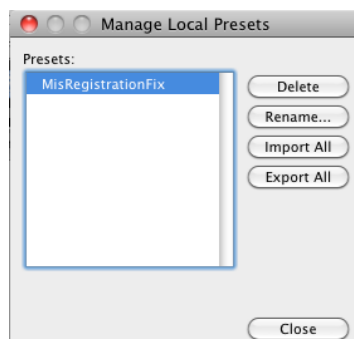 Manage Local Presets
Presets:
MisRegistrationFix
Delete
Rename...
Import All
Export All
Close